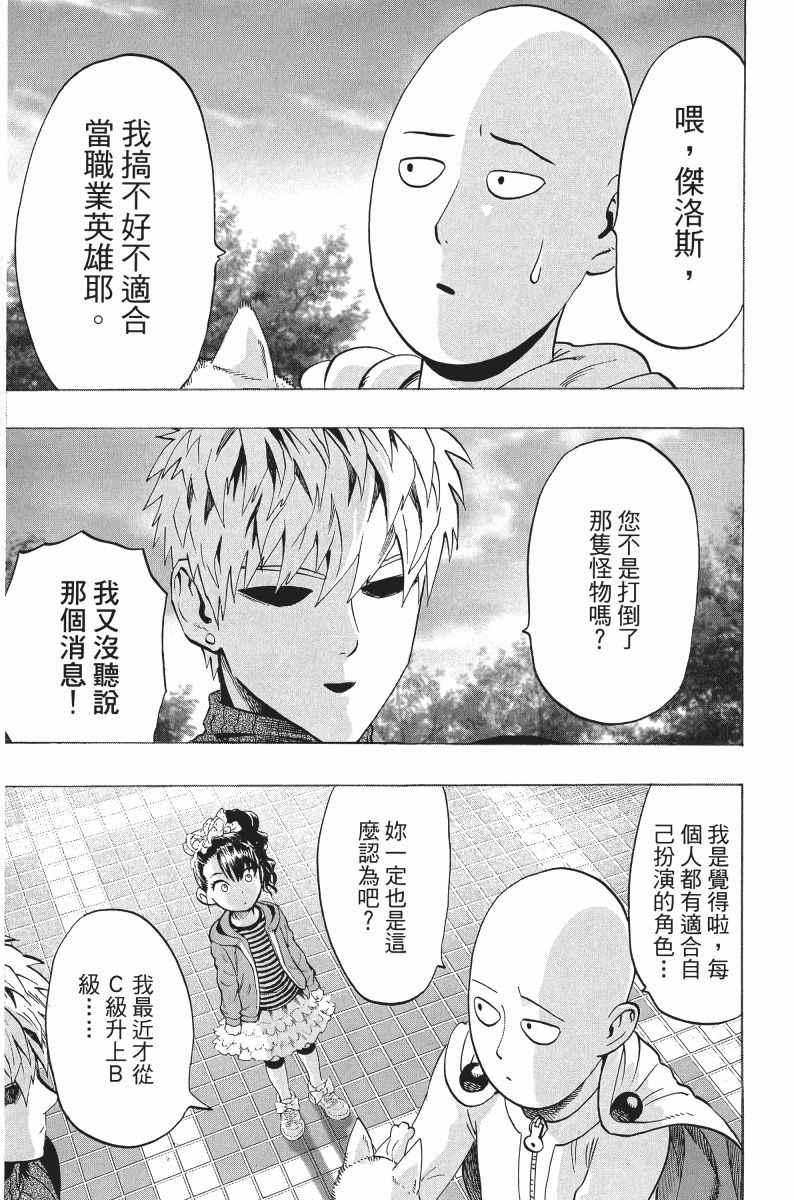 喂，傑洛斯，
我搞不好不適合
當職業英雄耶。
您不是打倒了
那隻怪物嗎？
我又沒聽說
那個消息！
我是覺得啦，每
個人都有適合自
己扮演的角色…
妳一定也是這
麼認為吧？
我最近才從
C級升上B
級……